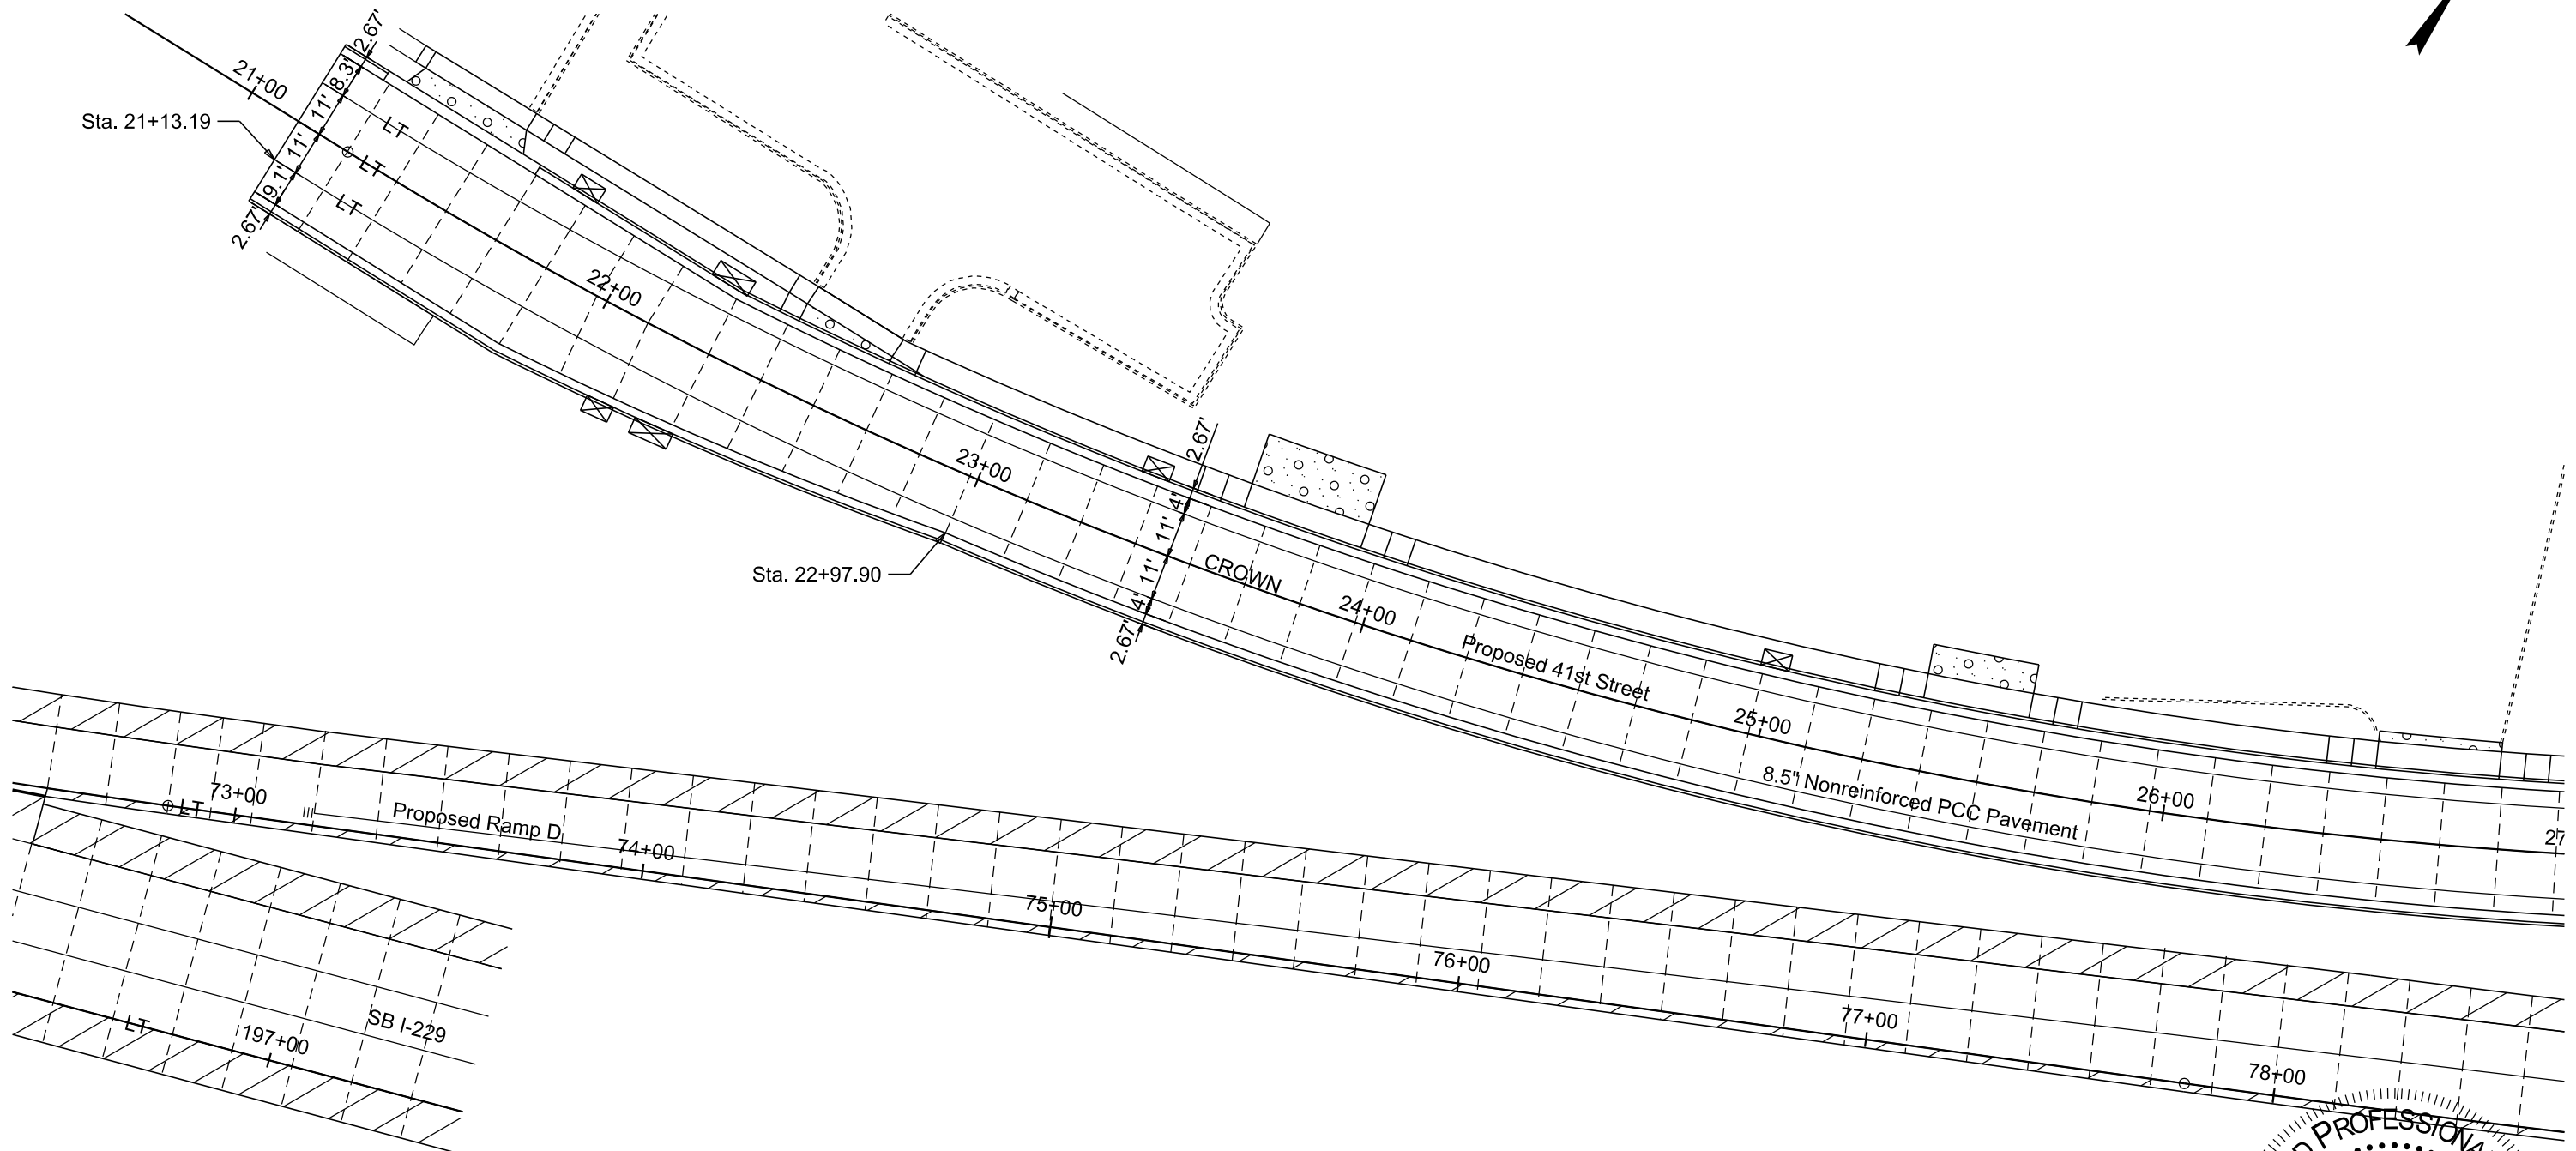 2.67'
8.3'
11'
11'
9.1'
2.67'
21+00
Sta. 21+13.19
LT
LT
LT
22+00
23+00
Sta. 22+97.90
2.67'
4'
11'
11'
4'
2.67'
CROWN
24+00
Proposed 41st Street
25+00
8.5" Nonreinforced PCC Pavement
26+00
27
73+00
LT
Proposed Ramp D
74+00
75+00
76+00
77+00
78+00
LT
197+00
SB I-229
D PROFESSIONA